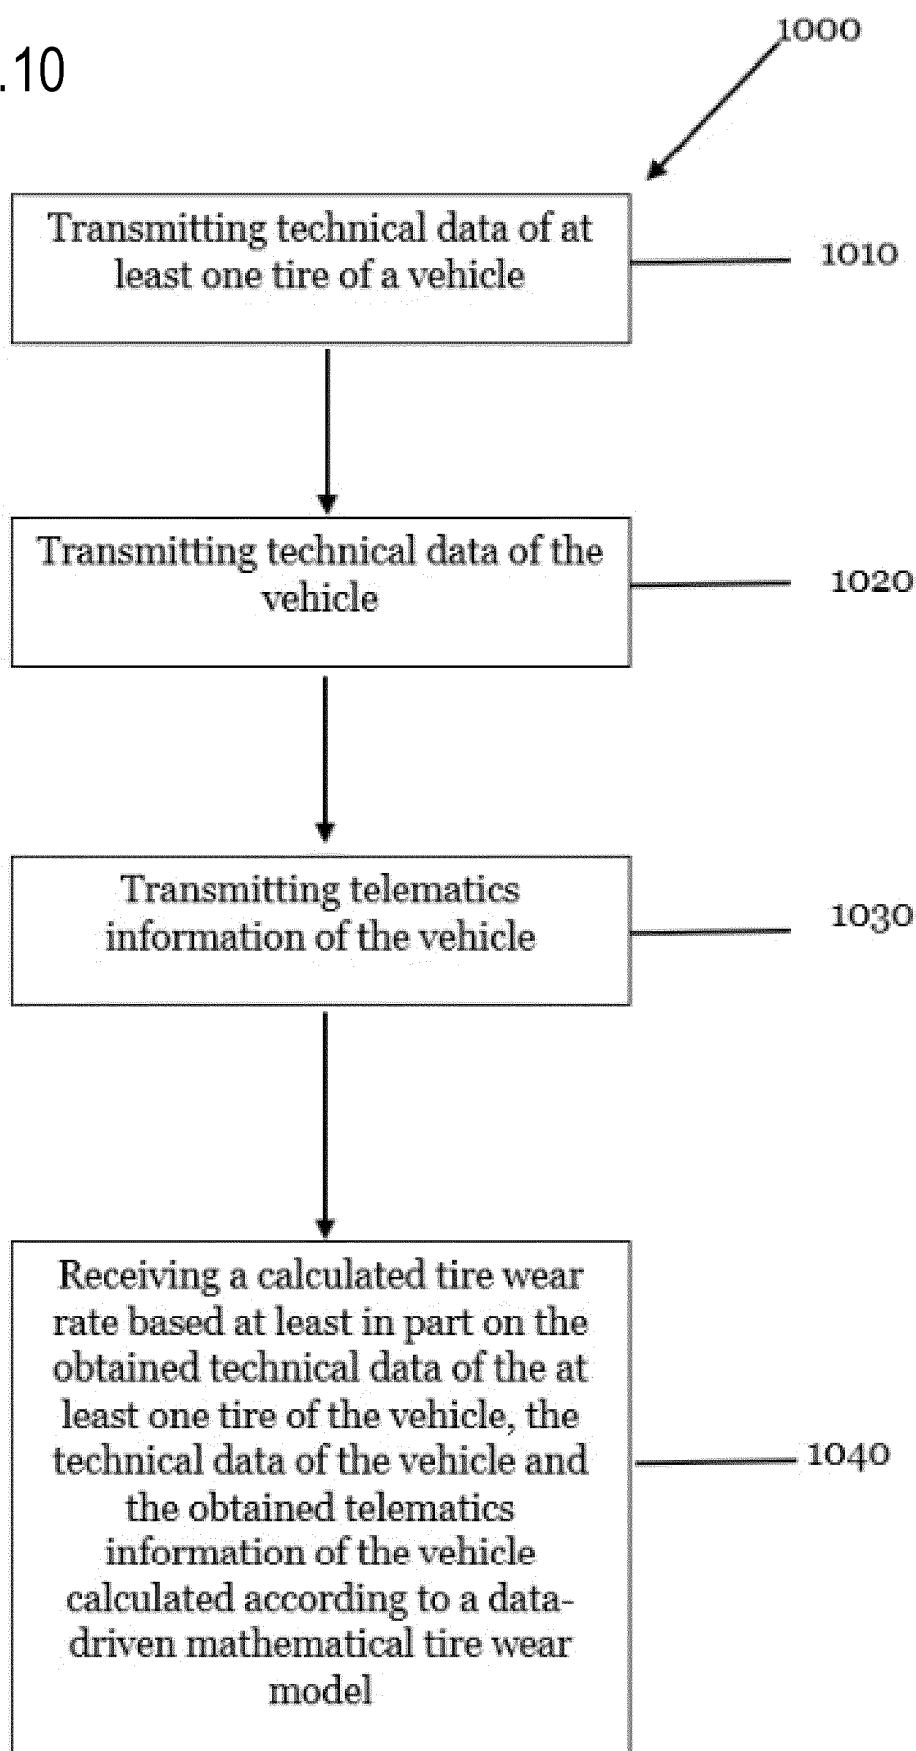 .10
1000
Transmitting technical data of at
least one tire of a vehicle
1010
Transmitting technical data of the
vehicle
1020
Transmitting telematics
information of the vehicle
1030
Receiving a calculated tire wear
rate based at least in part on the
obtained technical data of the at
least one tire of the vehicle, the
technical data of the vehicle and
the obtained telematics
information of the vehicle
calculated according to a data-
driven mathematical tire wear
model
1040